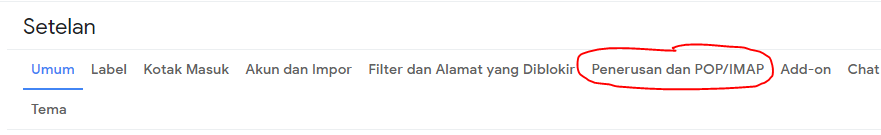 Setelan
Umum Label Kotak Masuk Akun dan Impor Filter dan Alamat yang Diblokir Penerusan dan POP/IMAP Add-on Chat
Tema